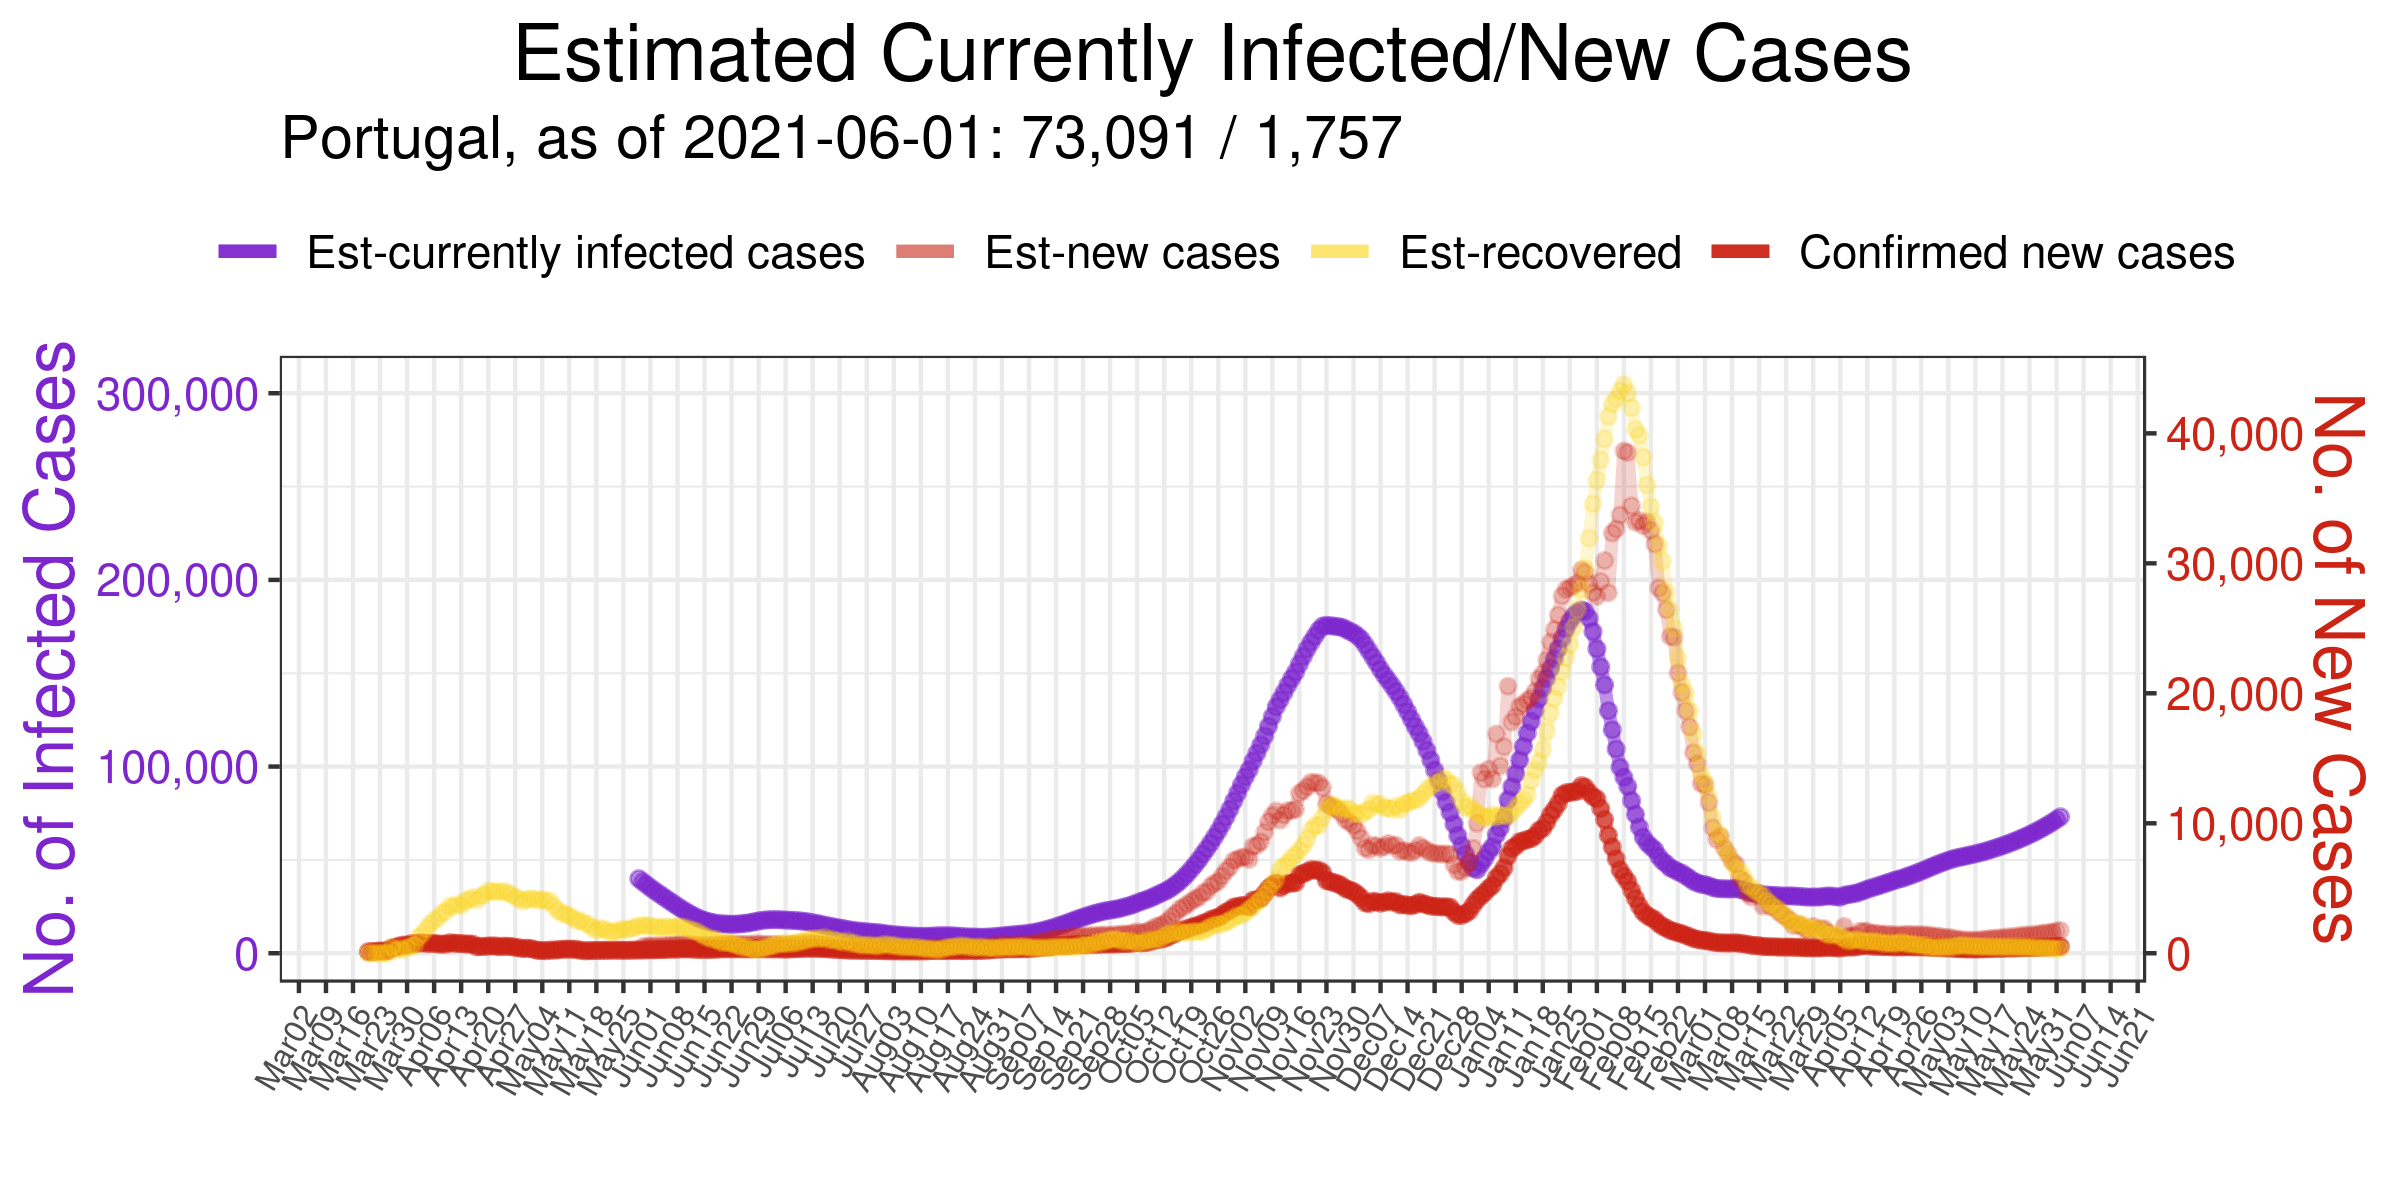 Estimated Currently Infected/New Cases
Portugal, as of 2021-06-01: 73,091 / 1,757
Est-currently infected cases Est-new cases Est-recovered Confirmed new cases
No. of Infected Cases
300,000
200,000
100,000
0
40,000
30,000
20,000
10,000
0
No. of New Cases
Mar02 Mar09 Mar16 Mar23 Mar30 Apr06 Apr13 Apr20 Apr27 May04 May11 May18 May25 Jun01 Jun08 Jun15 Jun22 Jun29 Jul06 Jul13 Jul20 Jul27 Aug03 Aug10 Aug17 Aug24 Aug31 Sep07 Sep14 Sep21 Sep28 Oct05 Oct12 Oct19 Oct26 Nov02 Nov09 Nov16 Nov23 Nov30 Dec07 Dec14 Dec21 Dec28 Jan04 Jan11 Jan18 Jan25 Feb01 Feb08 Feb15 Feb22 Mar01 Mar08 Mar15 Mar22 Mar29 Apr05 Apr12 Apr19 Apr26 May03 May10 May17 May24 May31 Jun07 Jun14 Jun21